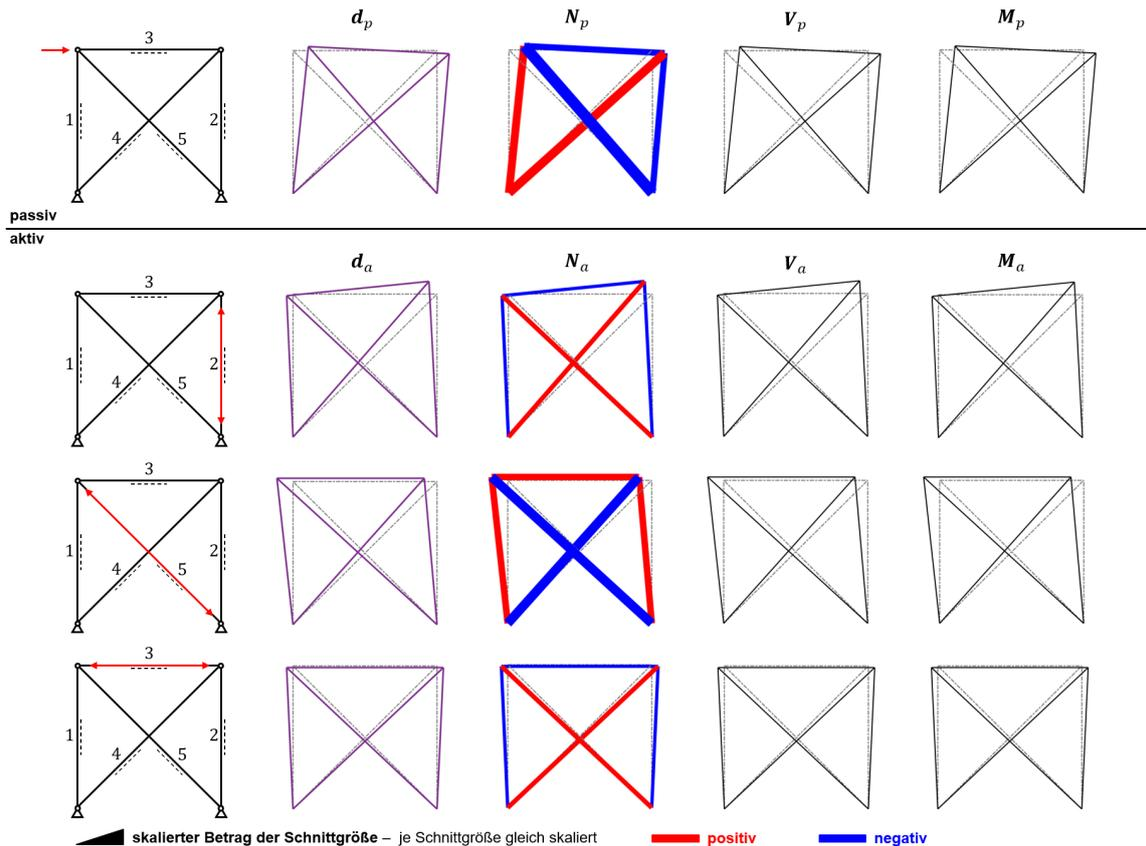 d_p N_p V_p M_p
3
1 2
4 5
passiv
aktiv
d_a N_a V_a M_a
3
1 2
4 5
3
1 2
4 5
3
1 2
4 5
skalierter Betrag der Schnittgröße – je Schnittgröße gleich skaliert positiv negativ